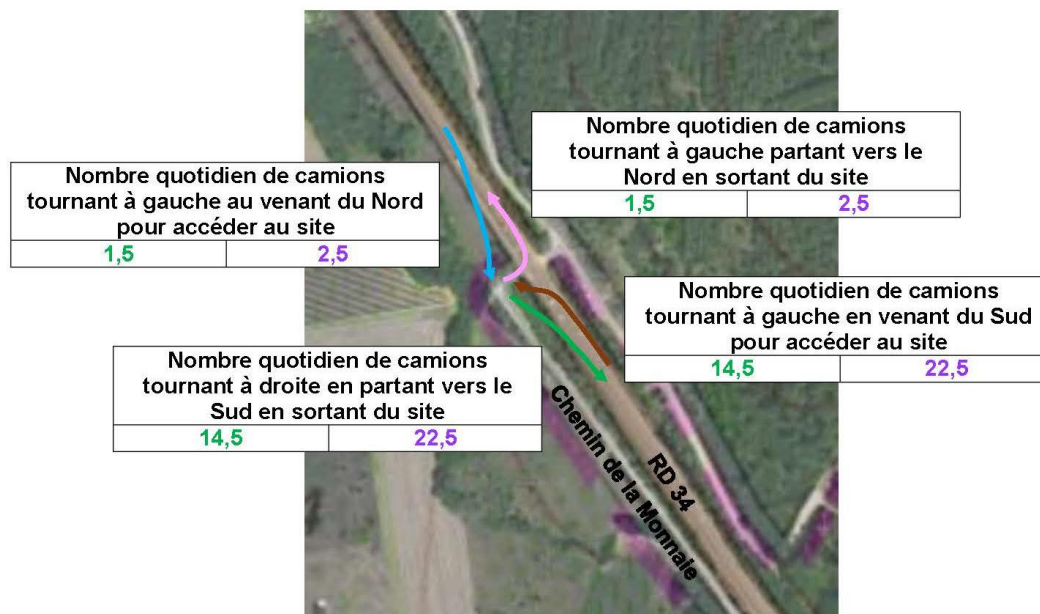 Nombre quotidien de camions
tournant à gauche partant vers le
Nord en sortant du site
1,5 2,5
Nombre quotidien de camions
tournant à gauche au venant du Nord
pour accéder au site
1,5 2,5
Nombre quotidien de camions
tournant à gauche en venant du Sud
pour accéder au site
14,5 22,5
Nombre quotidien de camions
tournant à droite en partant vers le
Sud en sortant du site
14,5 22,5
Chemin de la Monnaie
RD 34